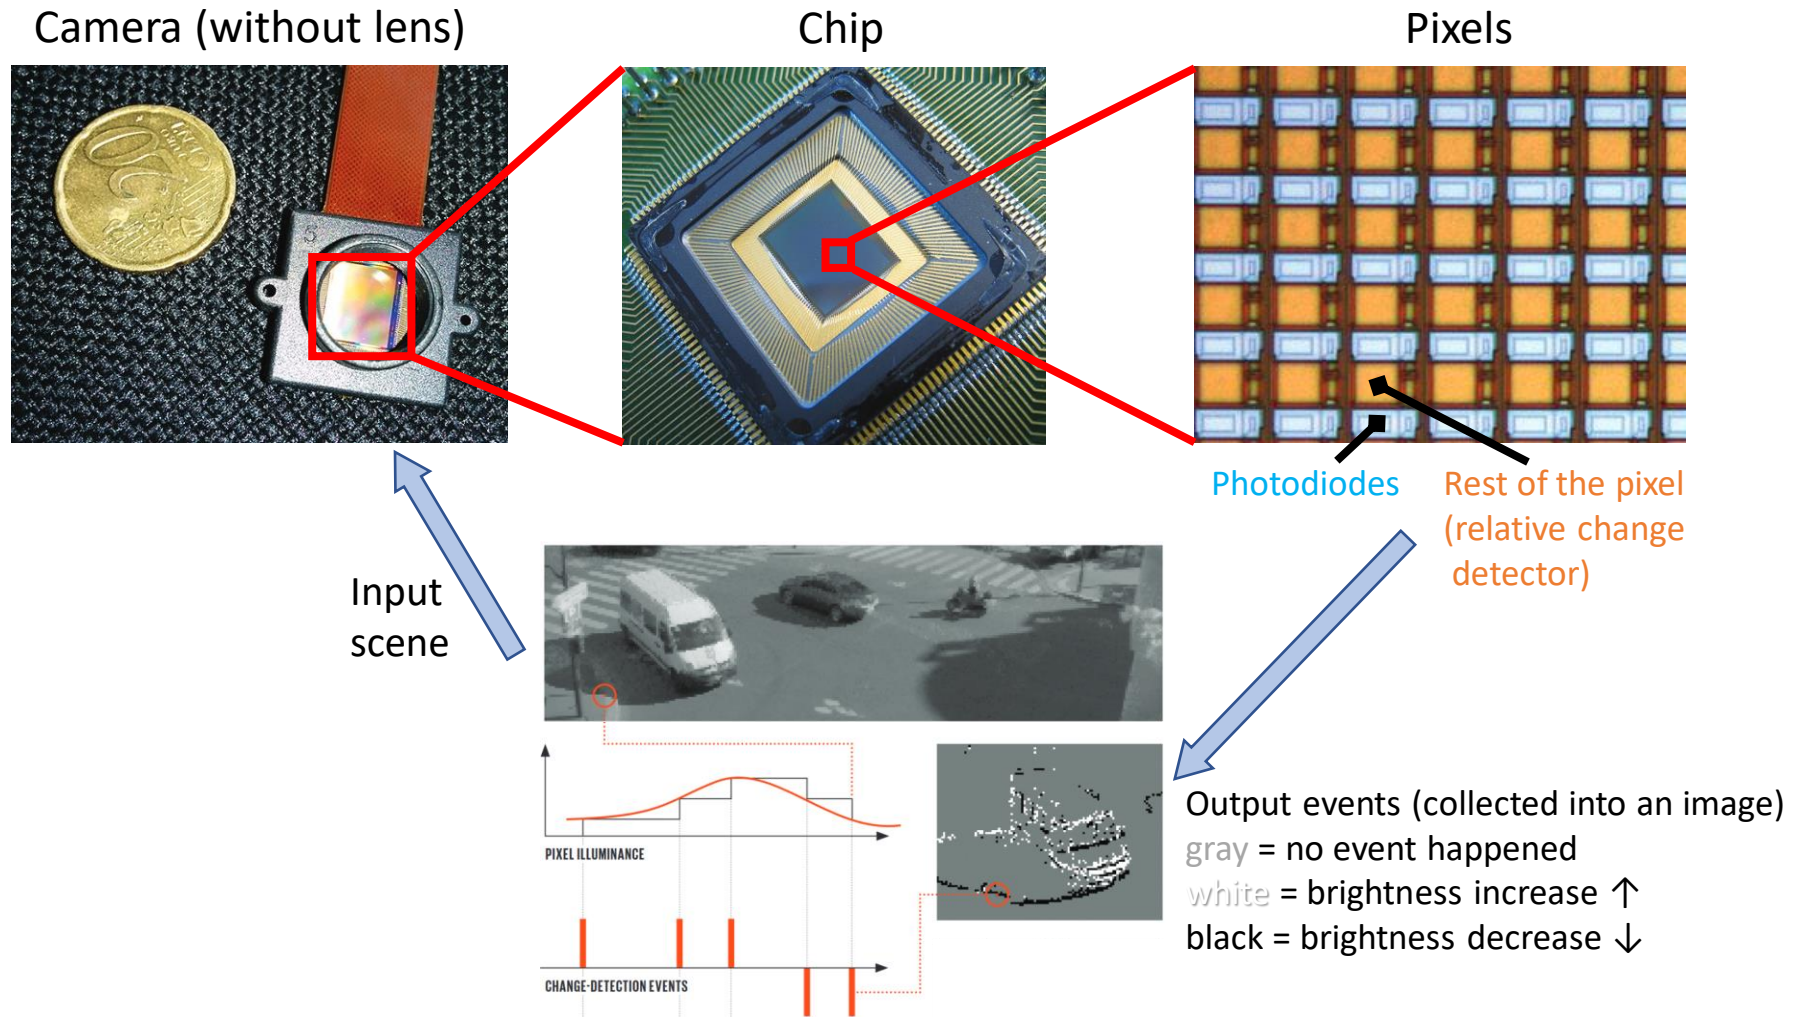 Camera (without lens)
Chip
Pixels
20
Photodiodes
Rest of the pixel
(relative change
detector)
Input
scene
PIXEL ILLUMINANCE
CHANGE-DETECTION EVENTS
Output events (collected into an image)
gray = no event happened
white = brightness increase ↑
black = brightness decrease ↓